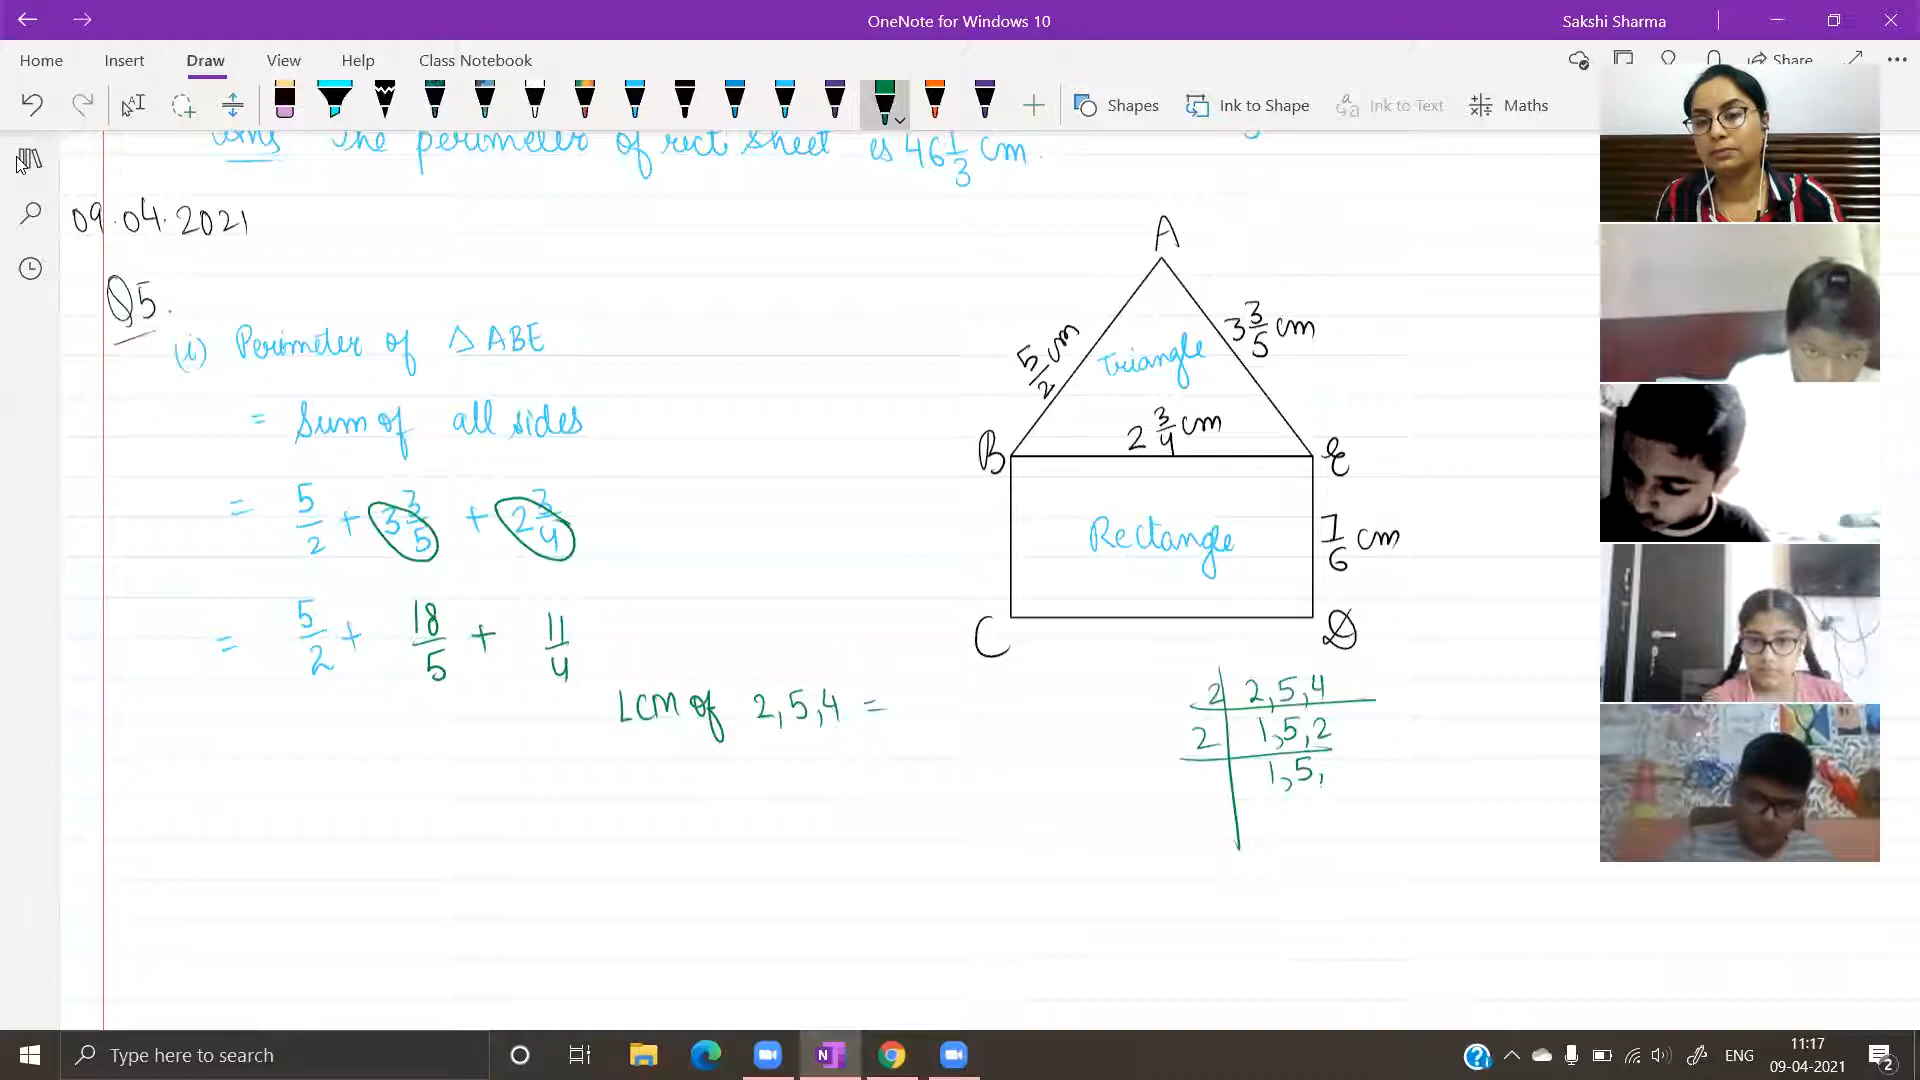 OneNote for Windows 10
Sakshi Sharma
Home Insert Draw View Help Class Notebook
Share
Shapes Ink to Shape Ink to Text Maths
The perimeter of rect sheet is 46 1/3 cm.
09.04.2021
Q5.
(i) Perimeter of △ ABE
= Sum of all sides
= 5/2 + 3 3/5 + 2 3/4
= 5/2 + 18/5 + 11/4
LCM of 2,5,4 =
A
5/2 cm
3 3/5 cm
Triangle
2 3/4 cm
B
E
Rectangle
7/6 cm
C
D
2 | 2,5,4
2 | 1,5,2
1,5,
Type here to search
N
ENG
11:17
09-04-2021
2